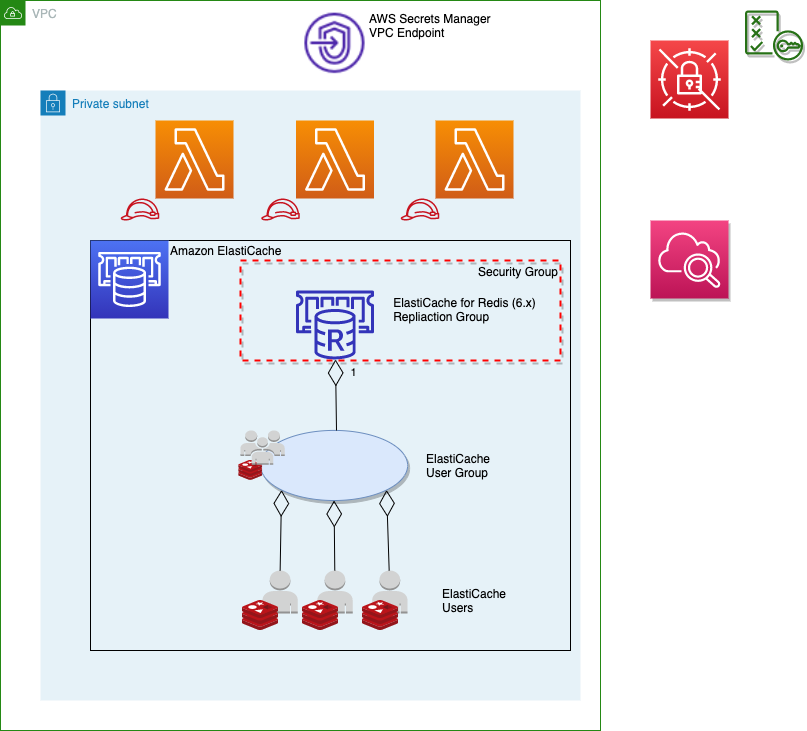 VPC
AWS Secrets Manager
VPC Endpoint
Private subnet
Amazon ElastiCache
Security Group
ElastiCache for Redis (6.x)
Repliaction Group
R
1
ElastiCache
User Group
ElastiCache
Users